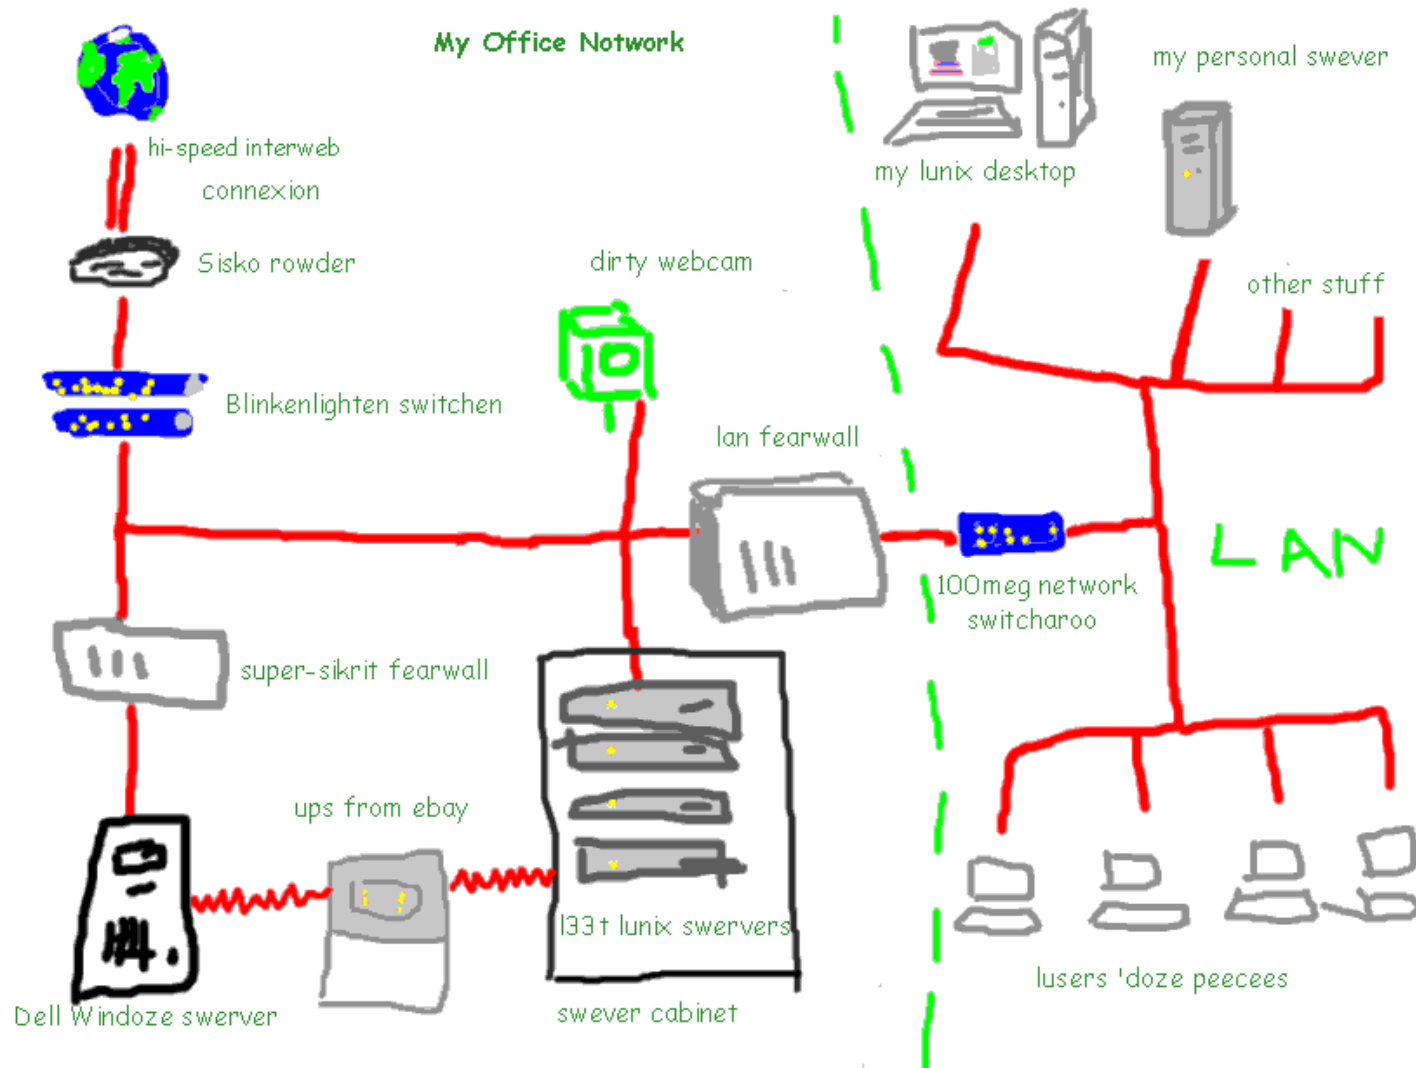 My Office Network
my personal swever
hi-speed interweb
connexion
my lunix desktop
Sisko rowder
dirty webcam
other stuff
Blinkenlighten switchen
lan fearwall
LAN
100meg network
switcharoo
super-sikrit fearwall
ups from ebay
l33t lunix swervers
lusers 'doze peecees
Dell Windoze swerver
swever cabinet